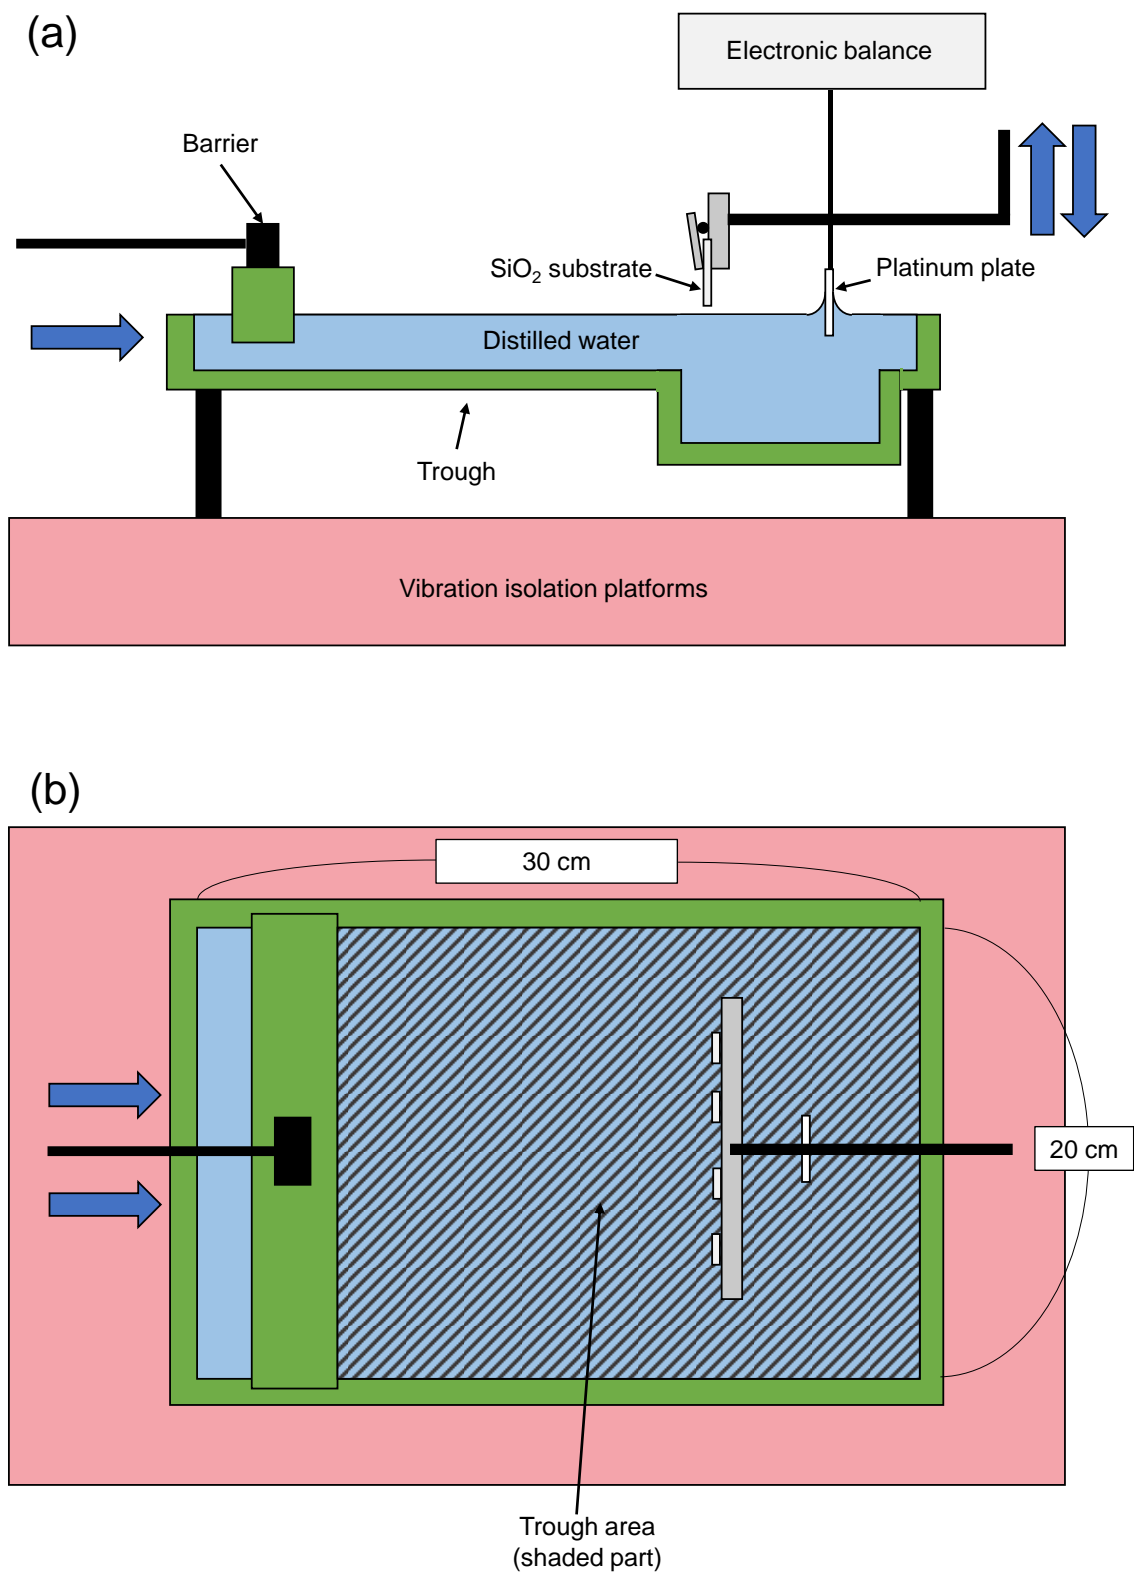 (a)
Electronic balance
Barrier
SiO₂ substrate
Platinum plate
Distilled water
Trough
Vibration isolation platforms
(b)
30 cm
20 cm
Trough area
(shaded part)